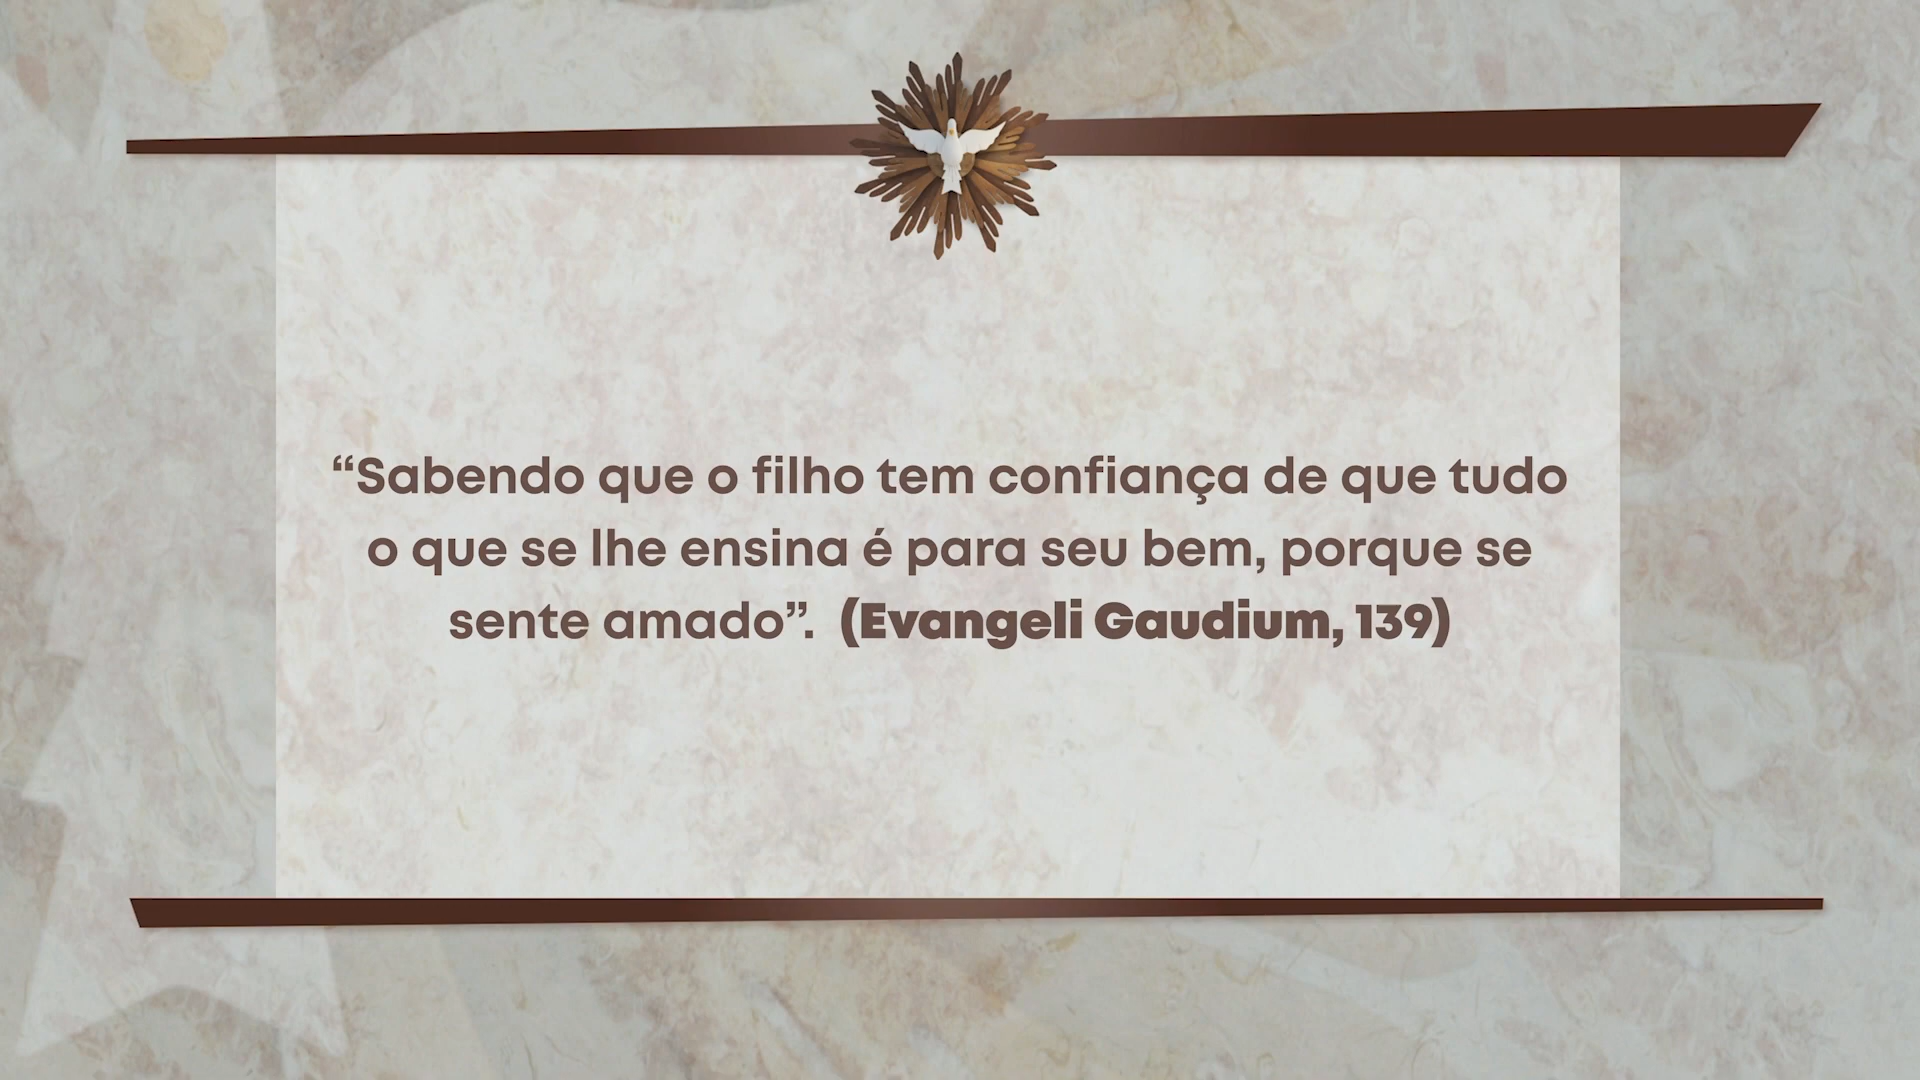 “Sabendo que o filho tem confiança de que tudo
o que se lhe ensina é para seu bem, porque se
sente amado”. (Evangeli Gaudium, 139)